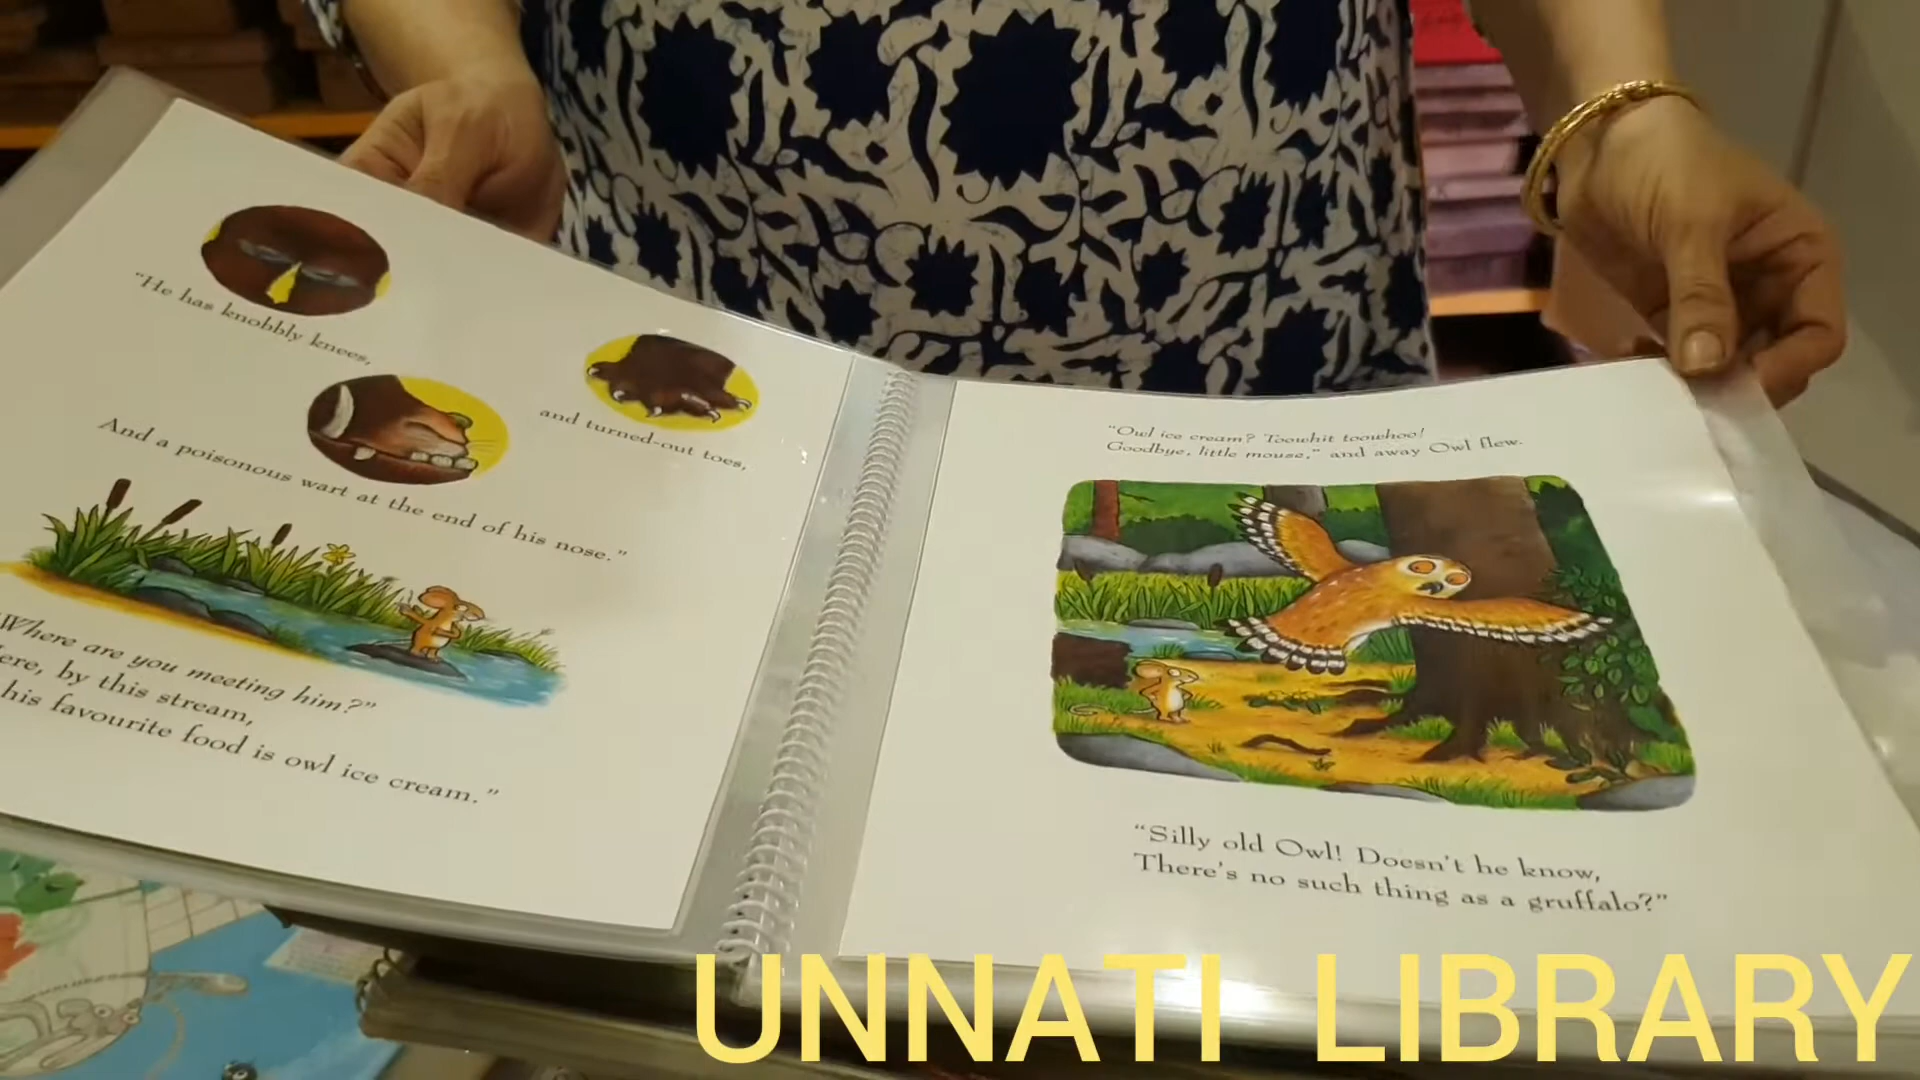 "He has knobbly knees,
and turned-out toes,
And a poisonous wart at the end of his nose."
Where are you meeting him?"
by this stream,
his favourite food is owl ice cream."
"Owl ice cream? Toowhit toowhoo!
Goodbye, little mouse," and away Owl flew.
"Silly old Owl! Doesn't he know,
There's no such thing as a gruffalo?"
UNNATI LIBRARY